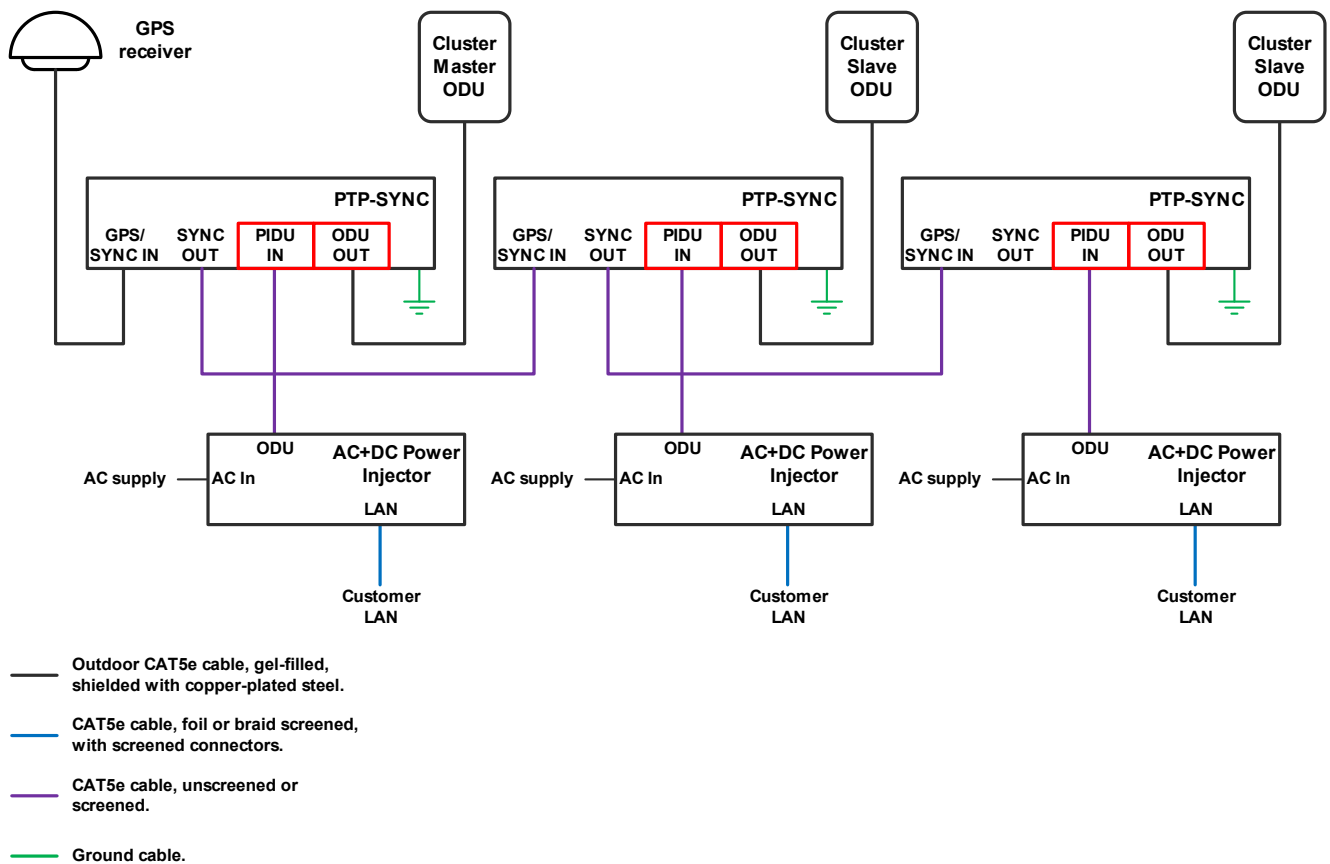 GPS
receiver
Cluster
Master
ODU
Cluster
Slave
ODU
Cluster
Slave
ODU
PTP-SYNC
GPS/
SYNC IN
SYNC
OUT
PIDU
IN
ODU
OUT
PTP-SYNC
GPS/
SYNC IN
SYNC
OUT
PIDU
IN
ODU
OUT
PTP-SYNC
GPS/
SYNC IN
SYNC
OUT
PIDU
IN
ODU
OUT
AC supply
AC In
ODU
AC+DC Power
Injector
LAN
Customer
LAN
AC supply
AC In
ODU
AC+DC Power
Injector
LAN
Customer
LAN
AC supply
AC In
ODU
AC+DC Power
Injector
LAN
Customer
LAN
Outdoor CAT5e cable, gel-filled,
shielded with copper-plated steel.
CAT5e cable, foil or braid screened,
with screened connectors.
CAT5e cable, unscreened or
screened.
Ground cable.